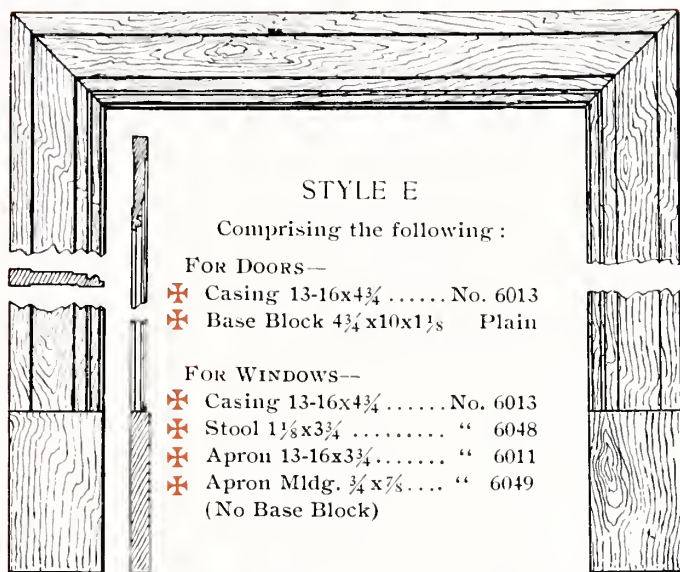 STYLE E
Comprising the following :
FOR DOORS—
✠ Casing 13-16x4¾ ...... No. 6013
✠ Base Block 4¾x10x1⅛ Plain
FOR WINDOWS—
✠ Casing 13-16x4¾ ...... No. 6013
✠ Stool 1⅛x3¾ ......... “ 6048
✠ Apron 13-16x3¾ ....... “ 6011
✠ Apron Mldg. ¾x⅞ .... “ 6049
(No Base Block)